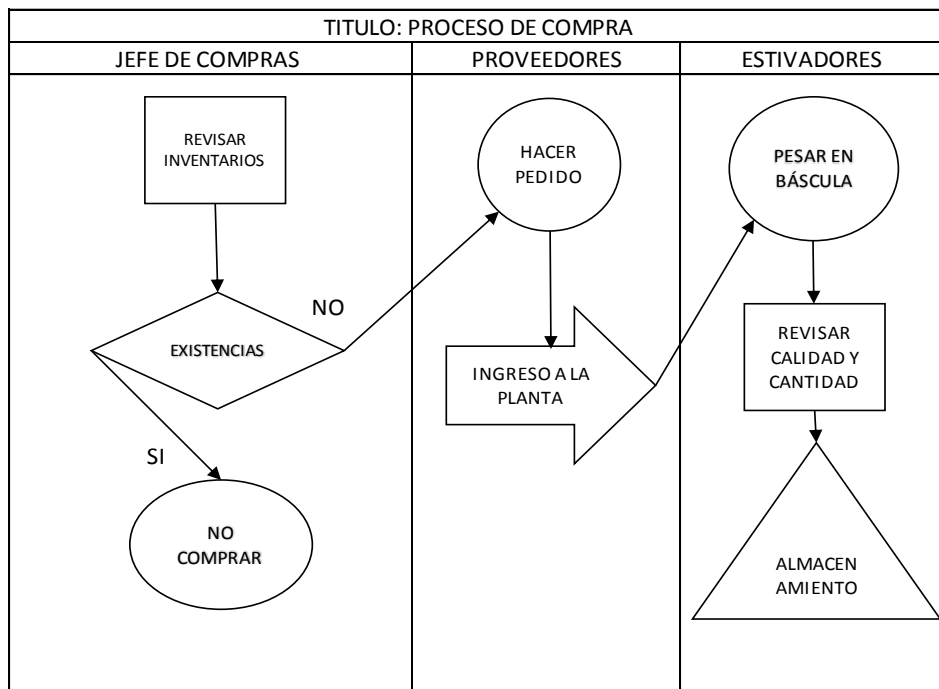 TITULO: PROCESO DE COMPRA
JEFE DE COMPRAS
PROVEEDORES
ESTIVADORES
REVISAR
INVENTARIOS
EXISTENCIAS
NO
SI
NO
COMPRAR
HACER
PEDIDO
INGRESO A LA
PLANTA
PESAR EN
BÁSCULA
REVISAR
CALIDAD Y
CANTIDAD
ALMACEN
AMIENTO